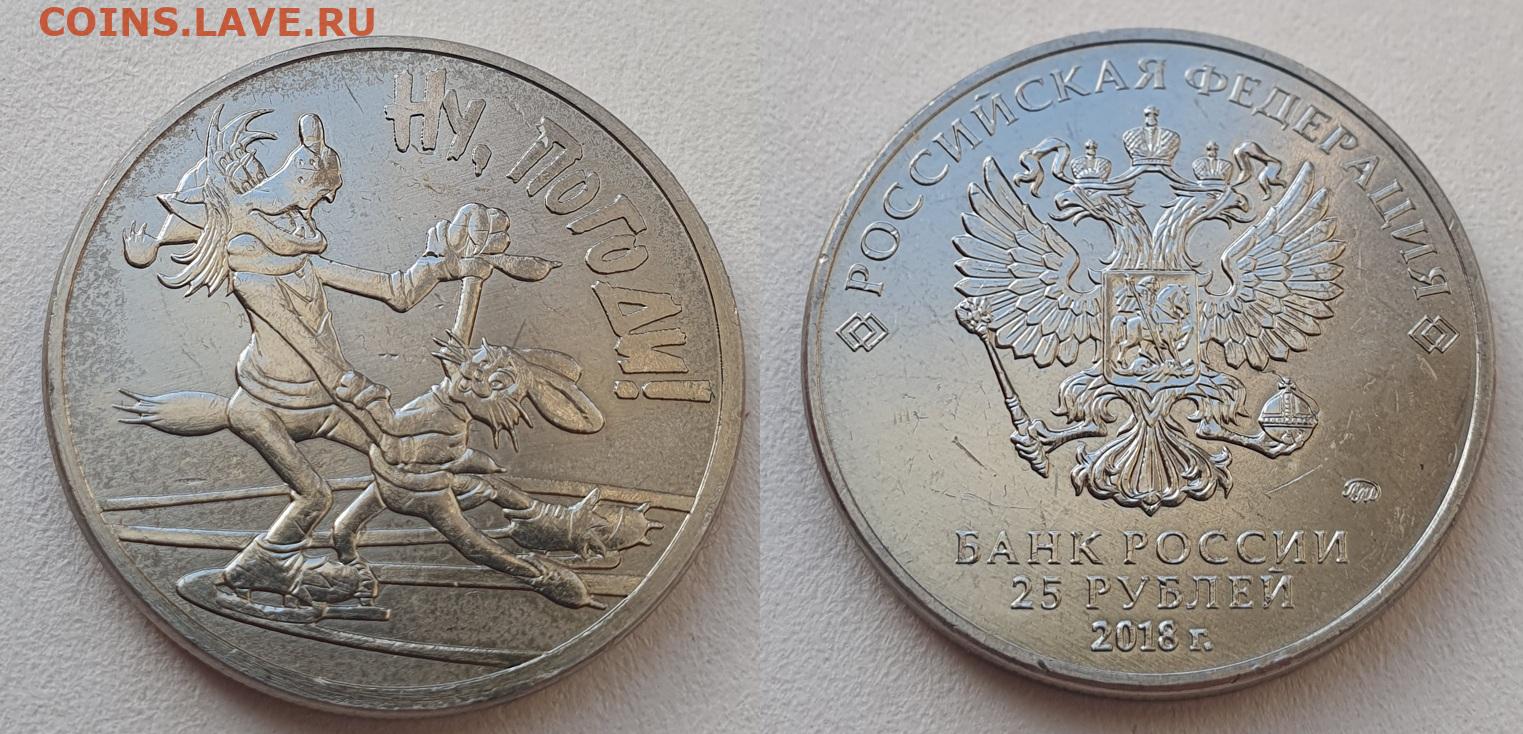 COINS.LAVE.RU
Ну, погоди!
РОССИЙСКАЯ ФЕДЕРАЦИЯ
БАНК РОССИИ
25 РУБЛЕЙ
2018 г.